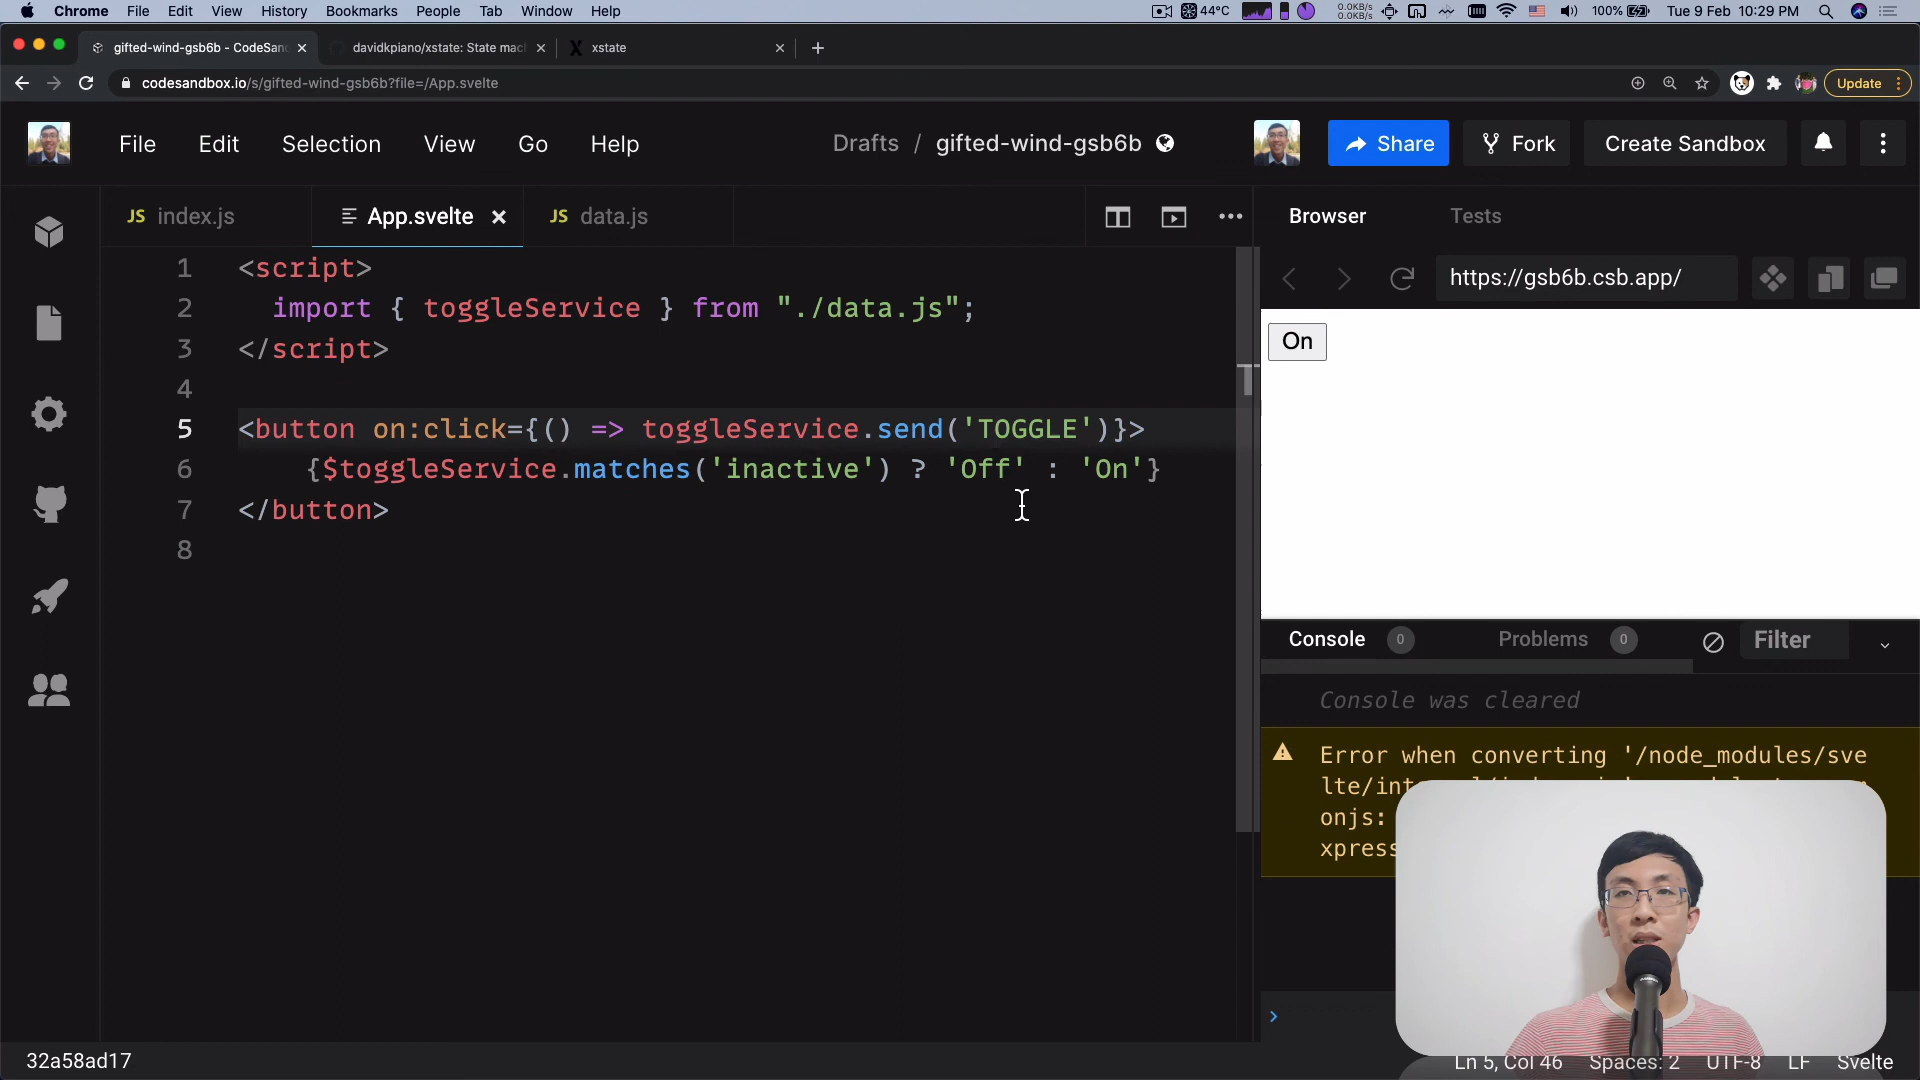 Chrome File Edit View History Bookmarks People Tab Window Help
44°C 0.0KB/s 0.0KB/s 100% Tue 9 Feb 10:29 PM
gifted-wind-gsb6b - CodeSan
davidkpiano/xstate: State mac
xstate
codesandbox.io/s/gifted-wind-gsb6b?file=/App.svelte
Update
File Edit Selection View Go Help
Drafts / gifted-wind-gsb6b
Share Fork Create Sandbox
JS index.js
App.svelte
JS data.js
Browser Tests
https://gsb6b.csb.app/
1 <script>
2 import { toggleService } from "./data.js";
3 </script>
4
5 <button on:click={() => toggleService.send('TOGGLE')}>
6 {$toggleService.matches('inactive') ? 'Off' : 'On'}
7 </button>
8
On
Console 0 Problems 0 Filter
Console was cleared
Error when converting '/node_modules/sve
lte/int
onjs:
xpress
32a58ad17
Ln 5, Col 46 Spaces: 2 UTF-8 LF Svelte